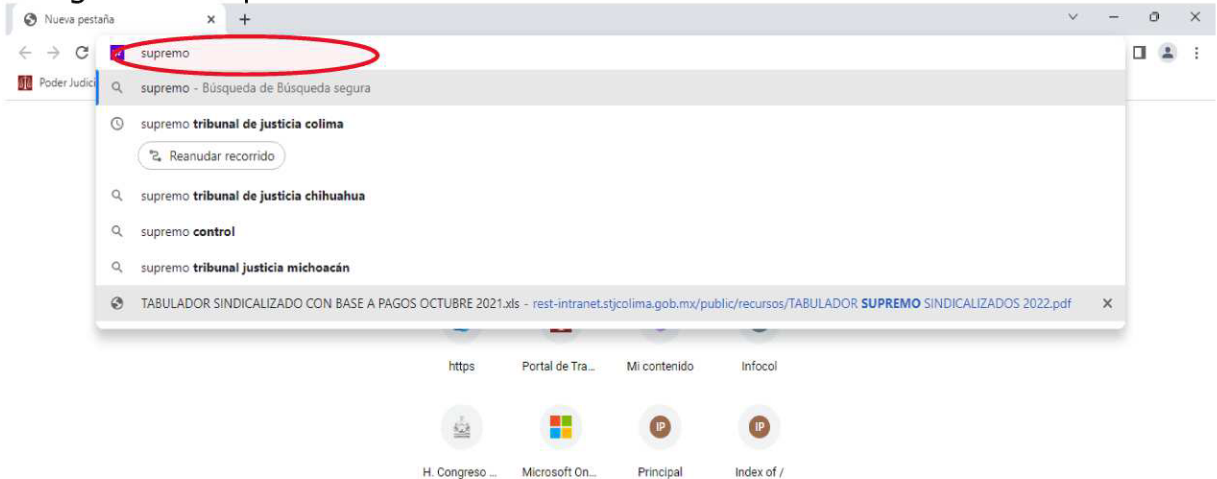 Nueva pestaña
supremo
Poder Judici
supremo - Búsqueda de Búsqueda segura
supremo tribunal de justicia colima
Reanudar recorrido
supremo tribunal de justicia chihuahua
supremo control
supremo tribunal justicia michoacán
TABULADOR SINDICALIZADO CON BASE A PAGOS OCTUBRE 2021.xls - rest-intranet.stjcolima.gob.mx/public/recursos/TABULADOR SUPREMO SINDICALIZADOS 2022.pdf
https Portal de Tra... Mi contenido Infocol
IP IP
H. Congreso ... Microsoft On... Principal Index of /